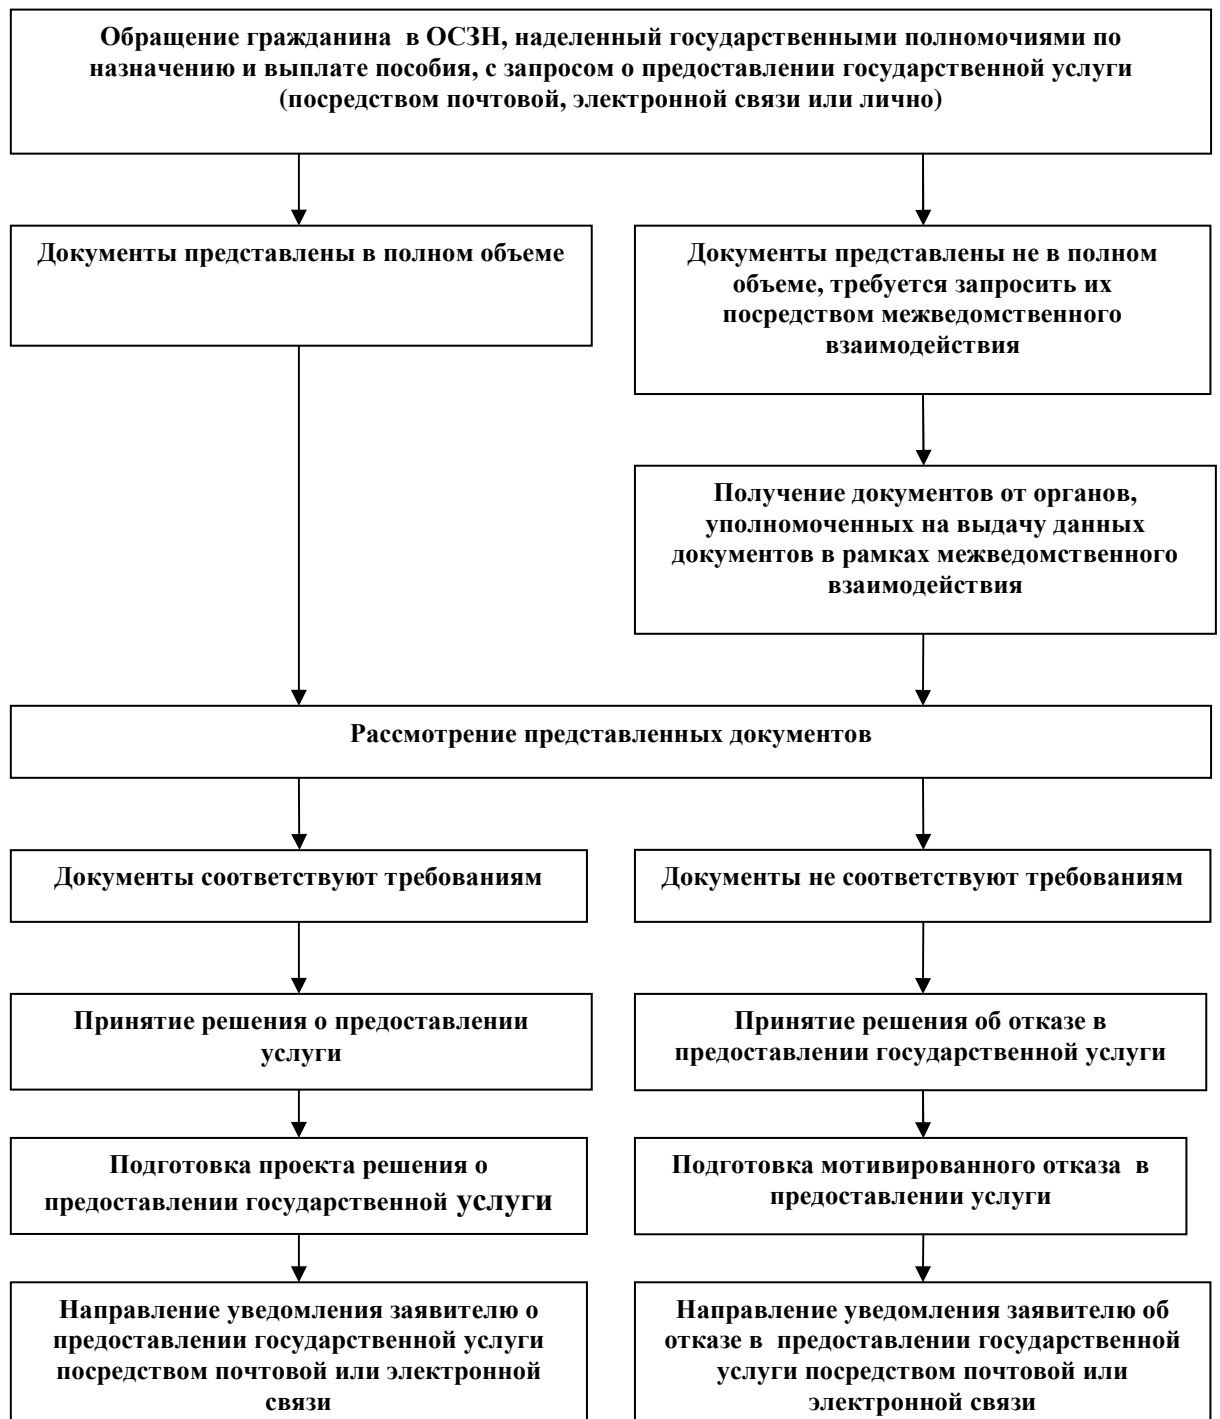 Обращение гражданина  в ОСЗН, наделенный государственными полномочиями по
назначению и выплате пособия, с запросом о предоставлении государственной услуги
(посредством почтовой, электронной связи или лично)
Документы представлены в полном объеме
Документы представлены не в полном
объеме, требуется запросить их
посредством межведомственного
взаимодействия
Получение документов от органов,
уполномоченных на выдачу данных
документов в рамках межведомственного
взаимодействия
Рассмотрение представленных документов
Документы соответствуют требованиям
Документы не соответствуют требованиям
Принятие решения о предоставлении
услуги
Принятие решения об отказе в
предоставлении государственной услуги
Подготовка проекта решения о
предоставлении государственной услуги
Подготовка мотивированного отказа  в
предоставлении услуги
Направление уведомления заявителю о
предоставлении государственной услуги
посредством почтовой или электронной
связи
Направление уведомления заявителю об
отказе в  предоставлении государственной
услуги посредством почтовой или
электронной связи